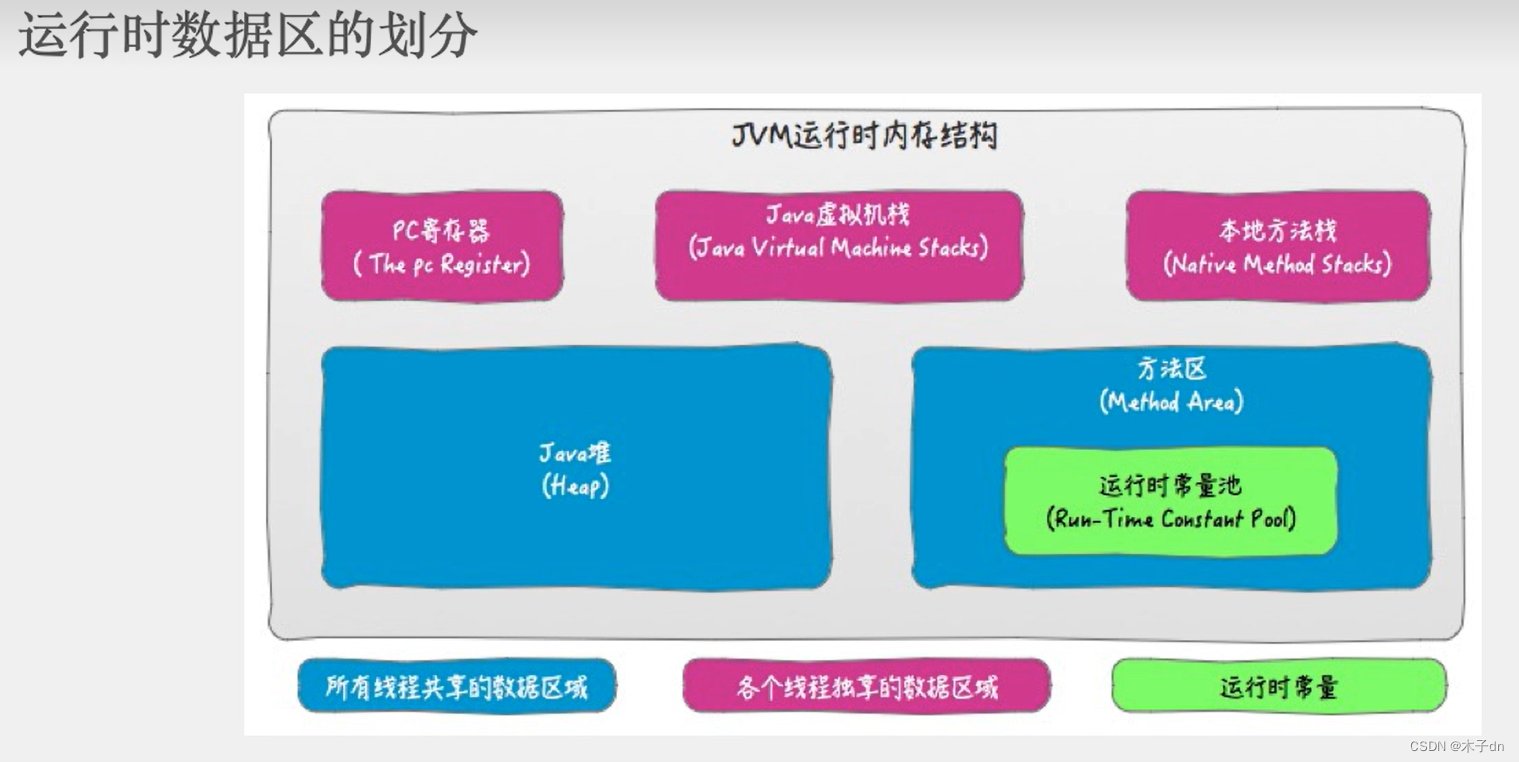 运行时数据区的划分
JVM运行时内存结构
PC寄存器
( The pc Register)
Java虚拟机栈
(Java Virtual Machine Stacks)
本地方法栈
(Native Method Stacks)
Java堆
(Heap)
方法区
(Method Area)
运行时常量池
(Run-Time Constant Pool)
所有线程共享的数据区域
各个线程独享的数据区域
运行时常量
CSDN @木子dn